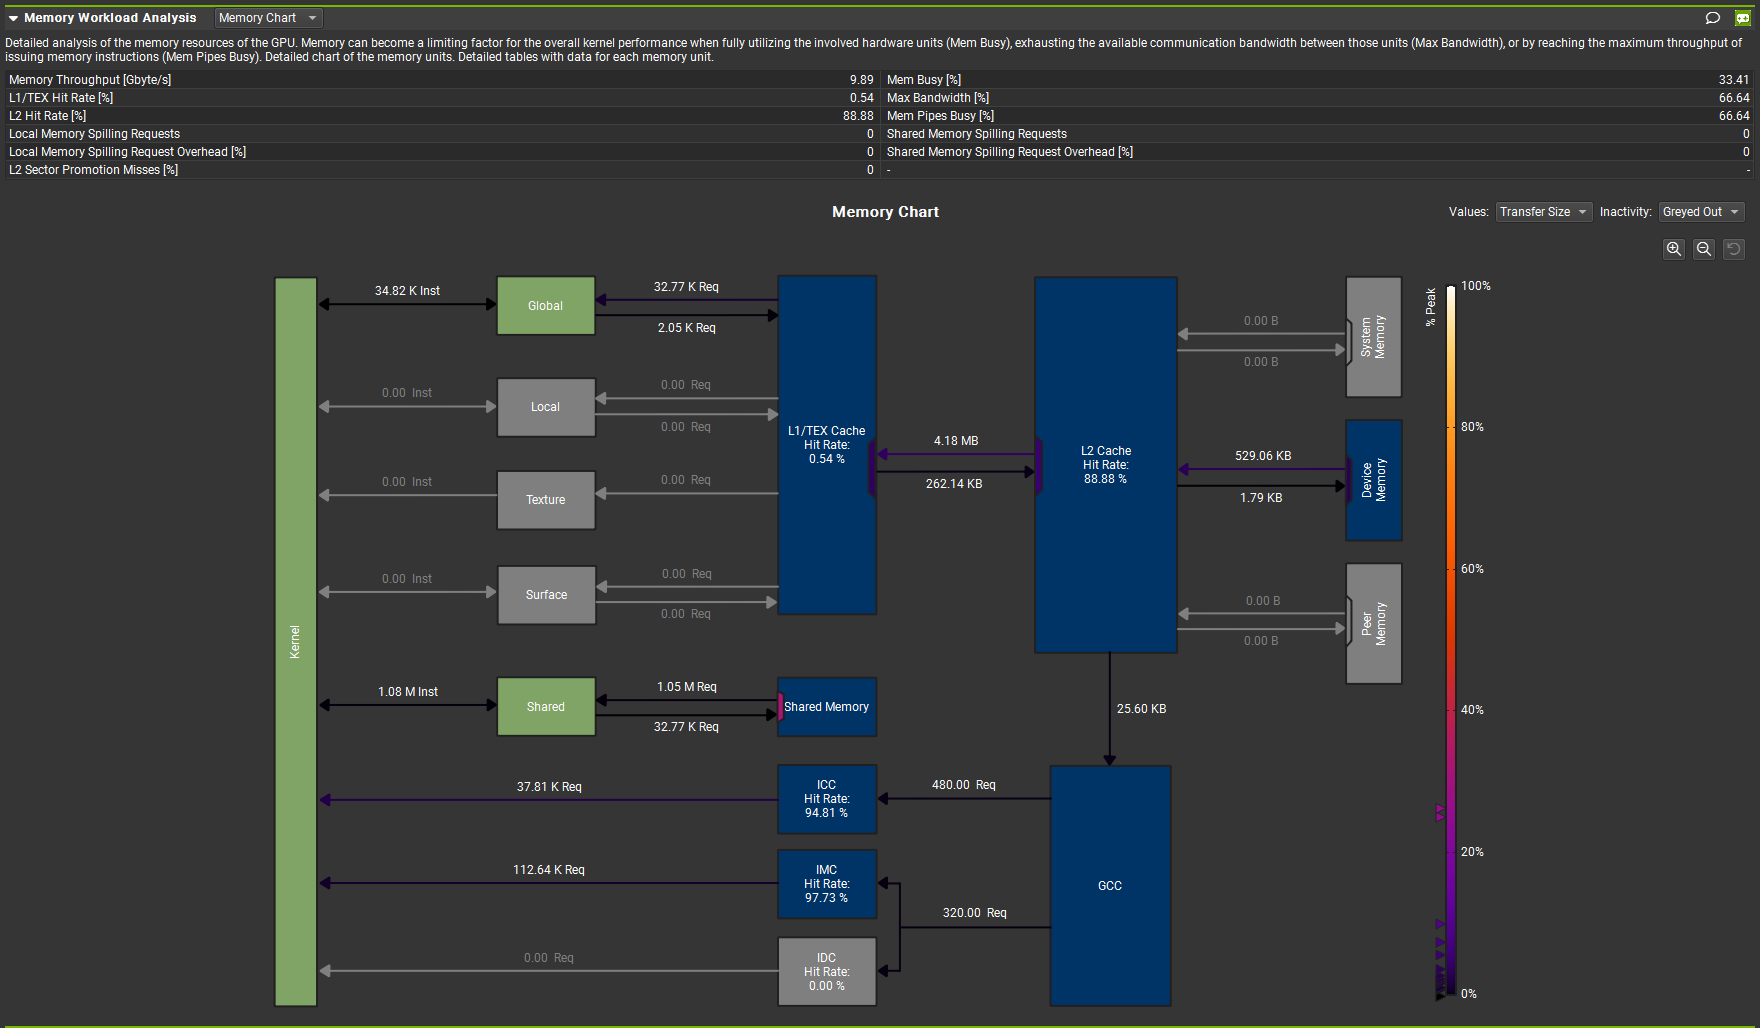 Memory Workload Analysis Memory Chart
Detailed analysis of the memory resources of the GPU. Memory can become a limiting factor for the overall kernel performance when fully utilizing the involved hardware units (Mem Busy), exhausting the available communication bandwidth between those units (Max Bandwidth), or by reaching the maximum throughput of
issuing memory instructions (Mem Pipes Busy). Detailed chart of the memory units. Detailed tables with data for each memory unit.
Memory Throughput [Gbyte/s] 9.89 Mem Busy [%] 33.41
L1/TEX Hit Rate [%] 0.54 Max Bandwidth [%] 66.64
L2 Hit Rate [%] 88.88 Mem Pipes Busy [%] 66.64
Local Memory Spilling Requests 0 Shared Memory Spilling Requests 0
Local Memory Spilling Request Overhead [%] 0 Shared Memory Spilling Request Overhead [%] 0
L2 Sector Promotion Misses [%] 0 - -
Memory Chart
Values: Transfer Size Inactivity: Greyed Out
Kernel
34.82 K Inst
Global
32.77 K Req
2.05 K Req
0.00 Inst
Local
0.00 Req
0.00 Req
0.00 Inst
Texture
0.00 Req
0.00 Inst
Surface
0.00 Req
0.00 Req
L1/TEX Cache
Hit Rate:
0.54 %
4.18 MB
262.14 KB
L2 Cache
Hit Rate:
88.88 %
0.00 B
0.00 B
System
Memory
529.06 KB
1.79 KB
Device
Memory
0.00 B
0.00 B
Peer
Memory
1.08 M Inst
Shared
1.05 M Req
32.77 K Req
Shared Memory
25.60 KB
37.81 K Req
ICC
Hit Rate:
94.81 %
480.00 Req
112.64 K Req
IMC
Hit Rate:
97.73 %
320.00 Req
0.00 Req
IDC
Hit Rate:
0.00 %
GCC
% Peak
100%
80%
60%
40%
20%
0%